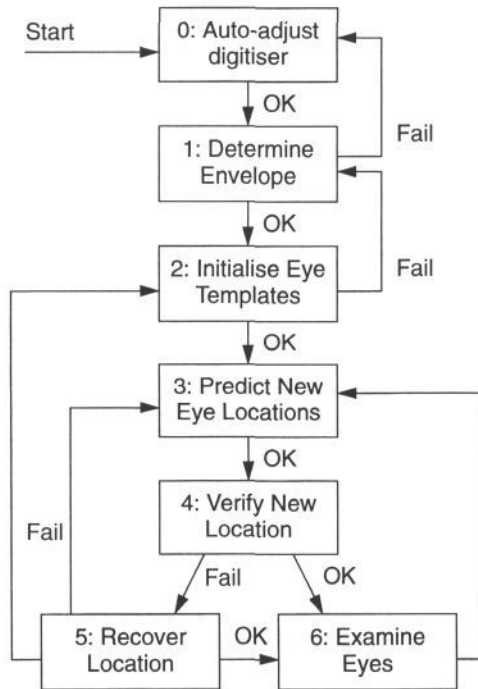 Start
0: Auto-adjust
digitiser
OK
Fail
1: Determine
Envelope
OK
Fail
2: Initialise Eye
Templates
OK
3: Predict New
Eye Locations
OK
4: Verify New
Location
Fail
Fail
OK
5: Recover
Location
OK
6: Examine
Eyes